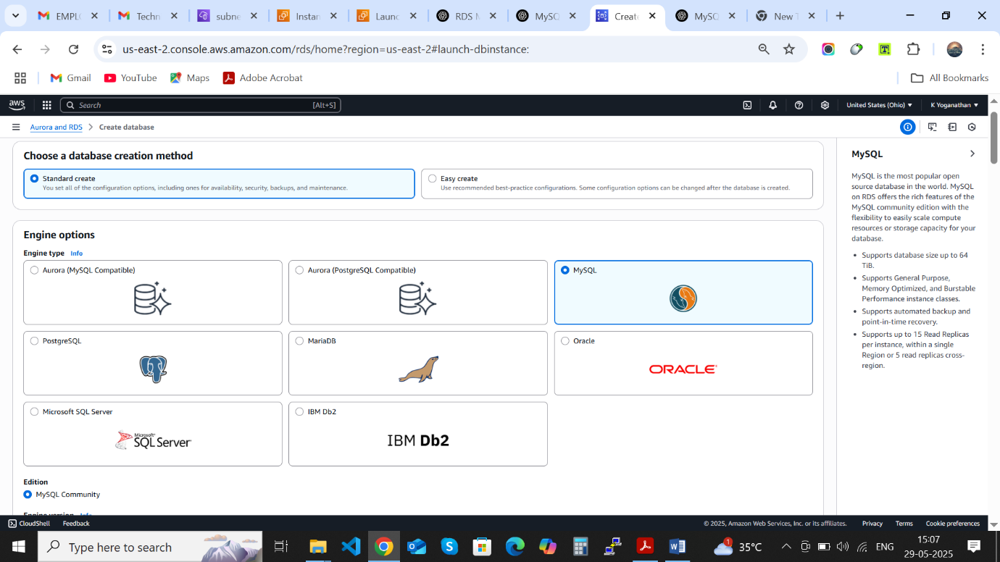 EMPL
Techn
subne
Instan
Launc
RDS M
MySQ
Create
MySQ
New T
us-east-2.console.aws.amazon.com/rds/home?region=us-east-2#launch-dbinstance:
Gmail
YouTube
Maps
Adobe Acrobat
All Bookmarks
aws
Search
[Alt+S]
United States (Ohio)
K Yoganathan
Aurora and RDS
Create database
Choose a database creation method
Standard create
You set all of the configuration options, including ones for availability, security, backups, and maintenance.
Easy create
Use recommended best-practice configurations. Some configuration options can be changed after the database is created.
Engine options
Engine type Info
Aurora (MySQL Compatible)
Aurora (PostgreSQL Compatible)
MySQL
PostgreSQL
MariaDB
Oracle
ORACLE
Microsoft SQL Server
Microsoft
SQL Server
IBM Db2
IBM Db2
Edition
MySQL Community
Engine version Info
MySQL
MySQL is the most popular open
source database in the world. MySQL
on RDS offers the rich features of the
MySQL community edition with the
flexibility to easily scale compute
resources or storage capacity for your
database.
• Supports database size up to 64
TiB.
• Supports General Purpose,
Memory Optimized, and Burstable
Performance instance classes.
• Supports automated backup and
point-in-time recovery.
• Supports up to 15 Read Replicas
per instance, within a single
Region or 5 read replicas cross-
region.
CloudShell
Feedback
© 2025, Amazon Web Services, Inc. or its affiliates.
Privacy
Terms
Cookie preferences
Type here to search
1
35°C
ENG
15:07
29-05-2025